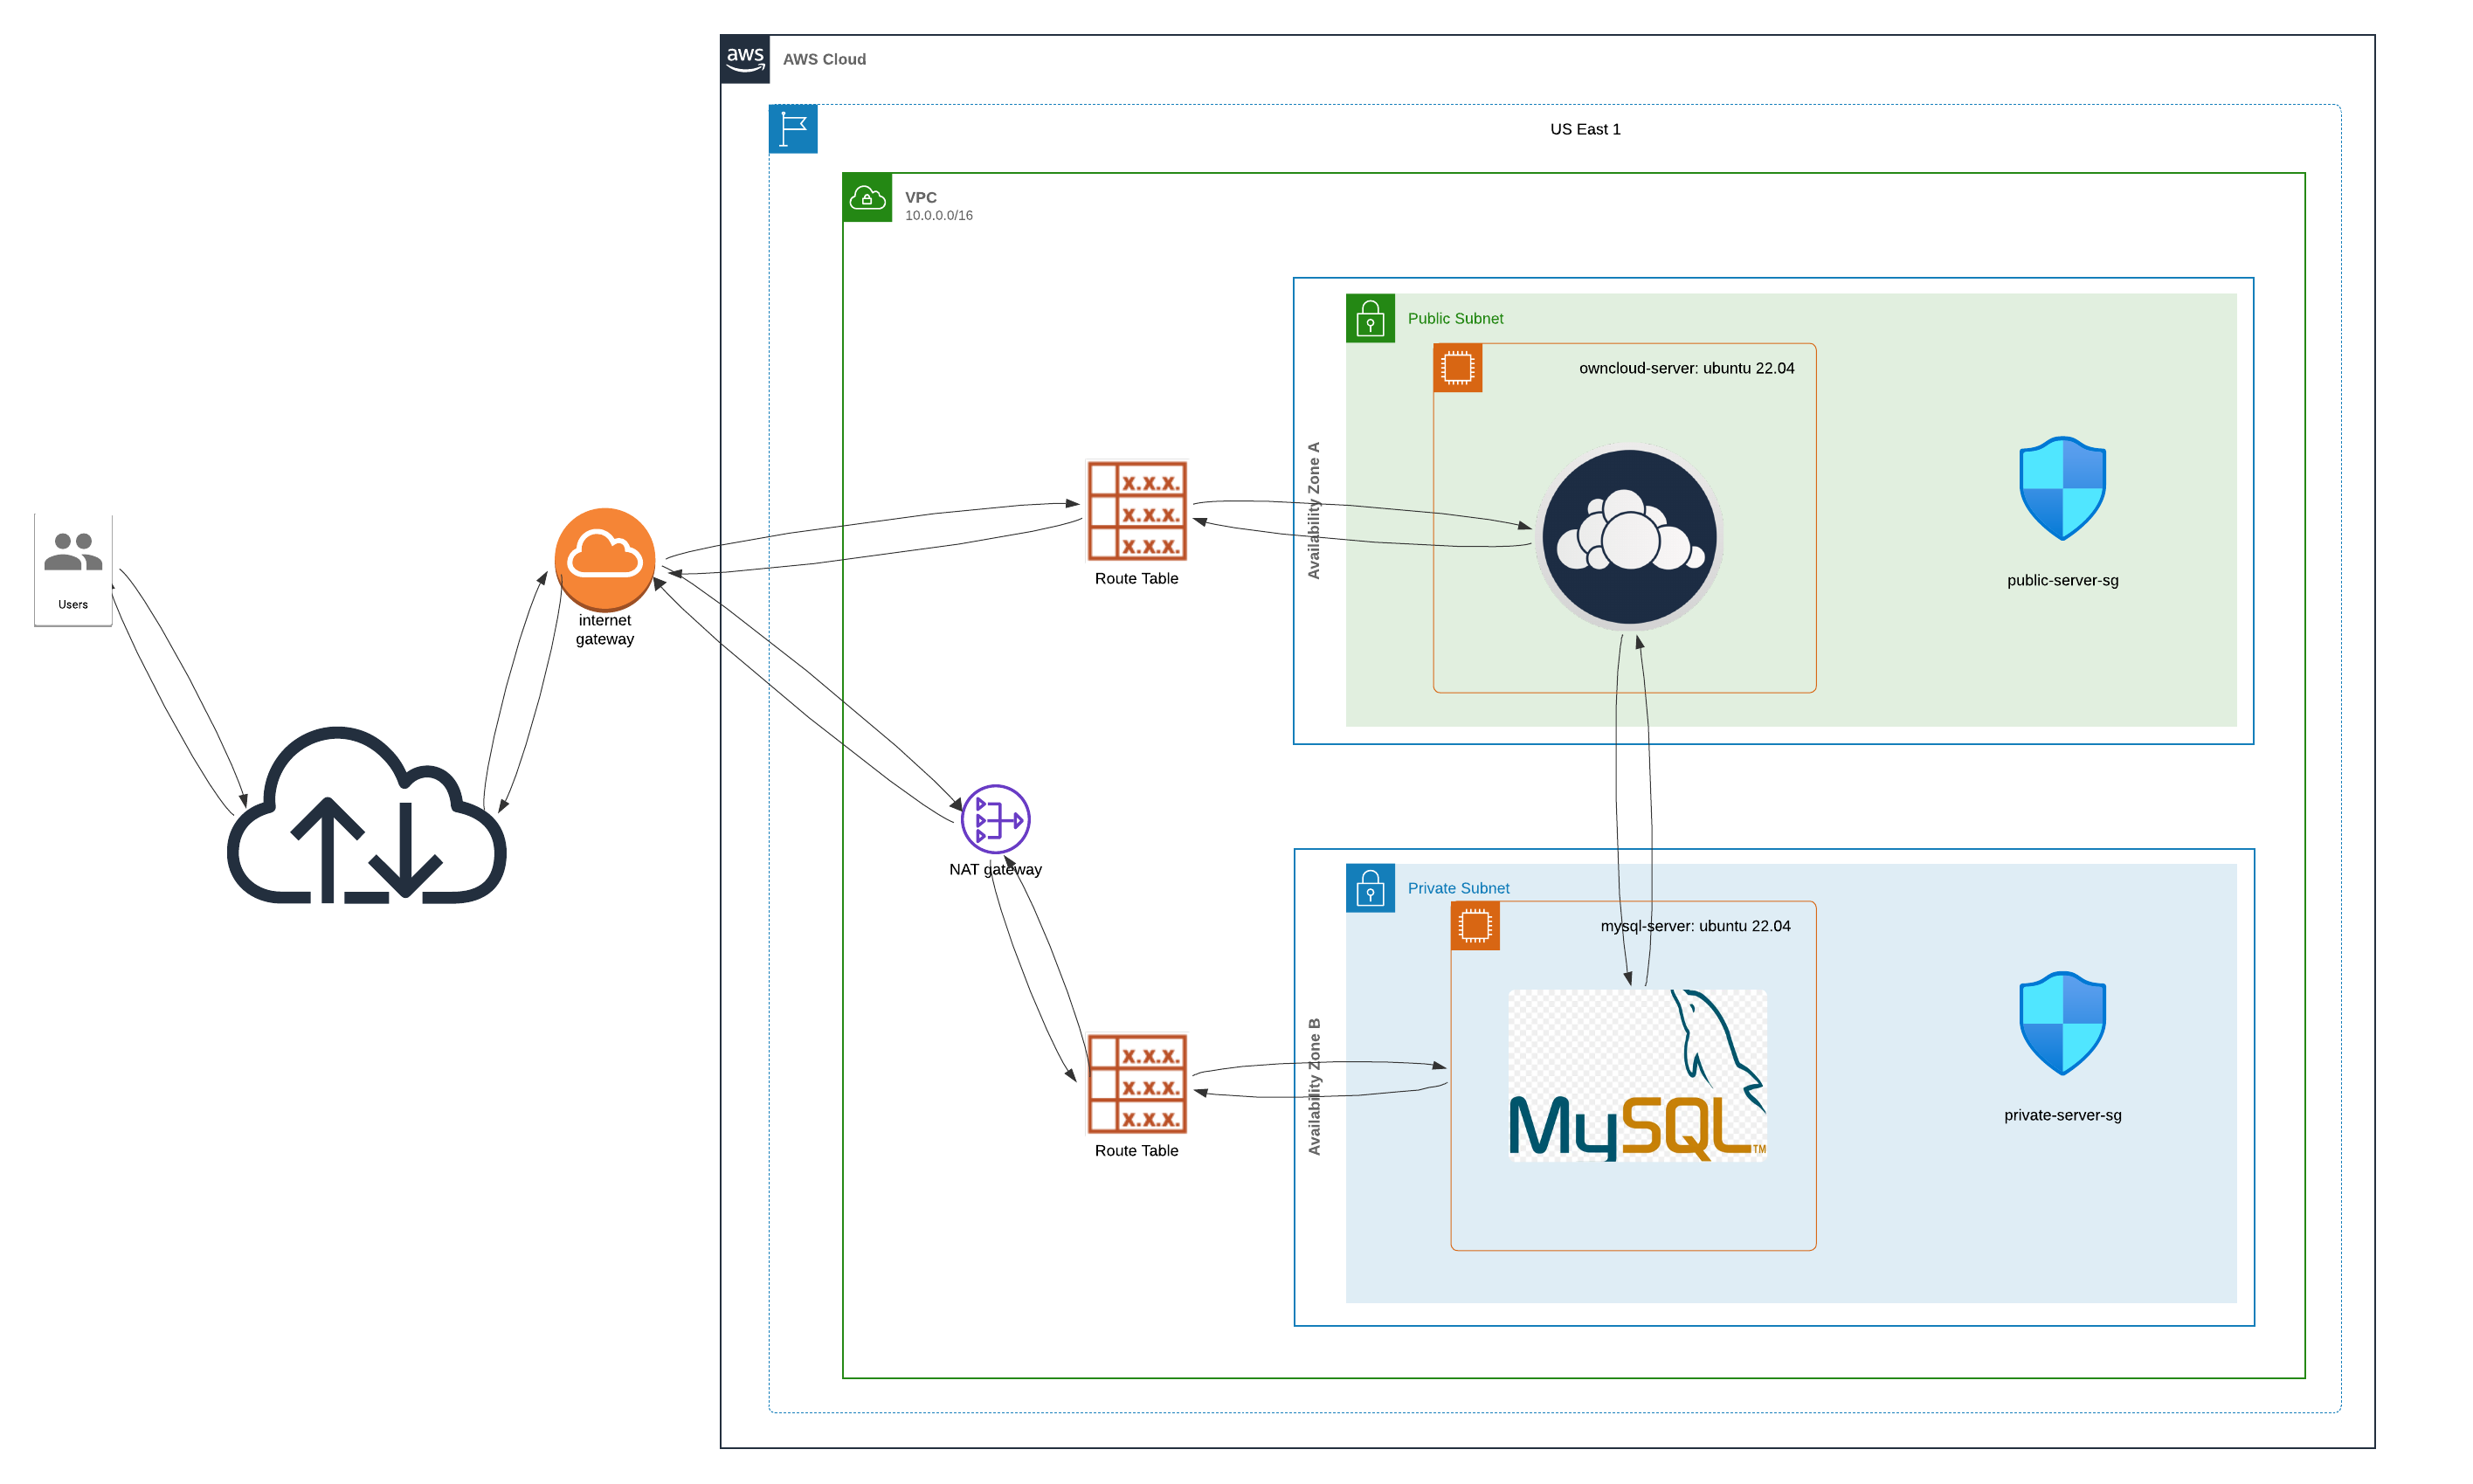 aws
AWS Cloud
US East 1
VPC
10.0.0.0/16
Public Subnet
owncloud-server: ubuntu 22.04
Availability Zone A
x.x.x.
x.x.x.
x.x.x.
Route Table
public-server-sg
Users
internet
gateway
NAT gateway
Private Subnet
mysql-server: ubuntu 22.04
Availability Zone B
x.x.x.
x.x.x.
x.x.x.
Route Table
MySQL TM
private-server-sg